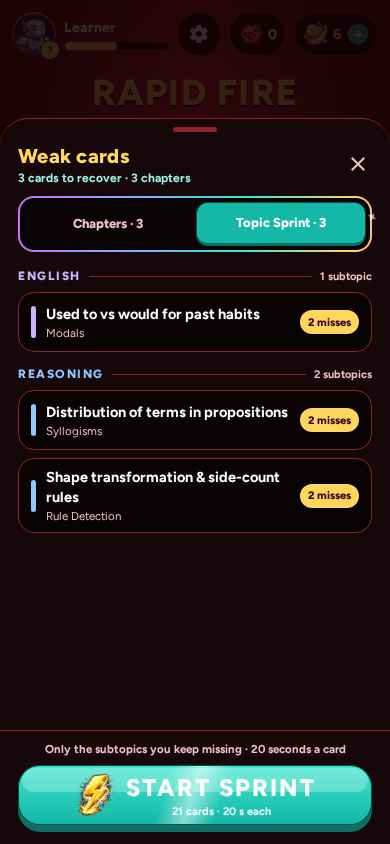 Learner
7
0
6
+
RAPID FIRE
Weak cards
3 cards to recover · 3 chapters
Chapters · 3
Topic Sprint · 3
ENGLISH
1 subtopic
Used to vs would for past habits
Modals
2 misses
REASONING
2 subtopics
Distribution of terms in propositions
Syllogisms
2 misses
Shape transformation & side-count
rules
Rule Detection
2 misses
Only the subtopics you keep missing · 20 seconds a card
START SPRINT
21 cards · 20 s each